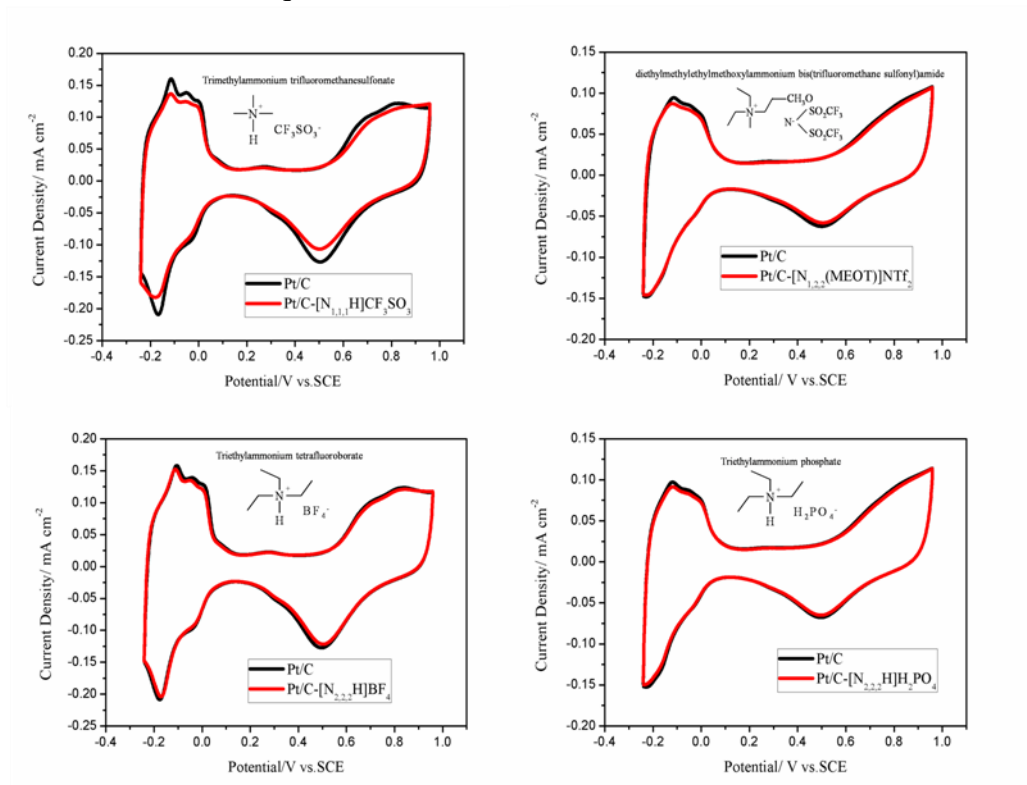 Trimethylammonium trifluoromethanesulfonate
N
+
H
CF₃SO₃⁻
Pt/C
Pt/C-[N₁,₁,₁H]CF₃SO₃
0.20
0.15
0.10
0.05
0.00
-0.05
-0.10
-0.15
-0.20
-0.25
-0.4
-0.2
0.0
0.2
0.4
0.6
0.8
1.0
Current Density/ mA cm⁻²
Potential/V vs.SCE
diethylmethylethylmethoxylammonium bis(trifluoromethane sulfonyl)amide
CH₃O
N
+
N⁻
SO₂CF₃
SO₂CF₃
Pt/C
Pt/C-[N₁,₂,₂(MEOT)]NTf₂
0.15
0.10
0.05
0.00
-0.05
-0.10
-0.15
-0.20
-0.4
-0.2
0.0
0.2
0.4
0.6
0.8
1.0
Current Density/ mA cm⁻²
Potential/ V vs.SCE
Triethylammonium tetrafluoroborate
N
+
H
BF₄⁻
Pt/C
Pt/C-[N₂,₂,₂H]BF₄
0.20
0.15
0.10
0.05
0.00
-0.05
-0.10
-0.15
-0.20
-0.25
-0.4
-0.2
0.0
0.2
0.4
0.6
0.8
1.0
Current Density/ mA cm⁻²
Potential/V vs.SCE
Triethylammonium phosphate
N
+
H
H₂PO₄⁻
Pt/C
Pt/C-[N₂,₂,₂H]H₂PO₄
0.15
0.10
0.05
0.00
-0.05
-0.10
-0.15
-0.20
-0.4
-0.2
0.0
0.2
0.4
0.6
0.8
1.0
Current Density/ mA cm⁻²
Potential/ V vs.SCE